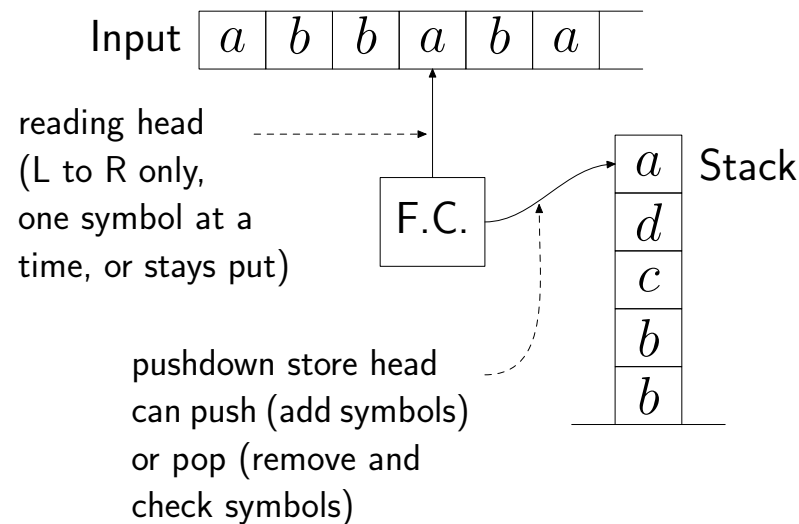 Input a b b a b a
reading head
(L to R only,
one symbol at a
time, or stays put)
F.C.
a Stack
d
c
b
b
pushdown store head
can push (add symbols)
or pop (remove and
check symbols)